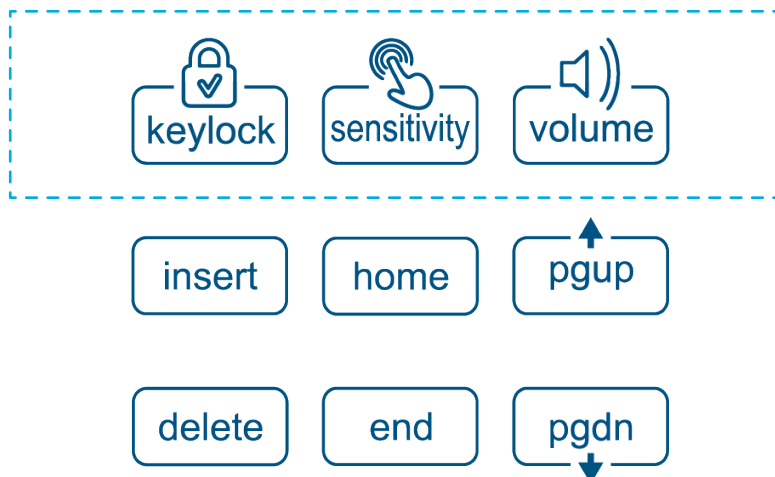 keylock sensitivity volume
insert home pgup
delete end pgdn